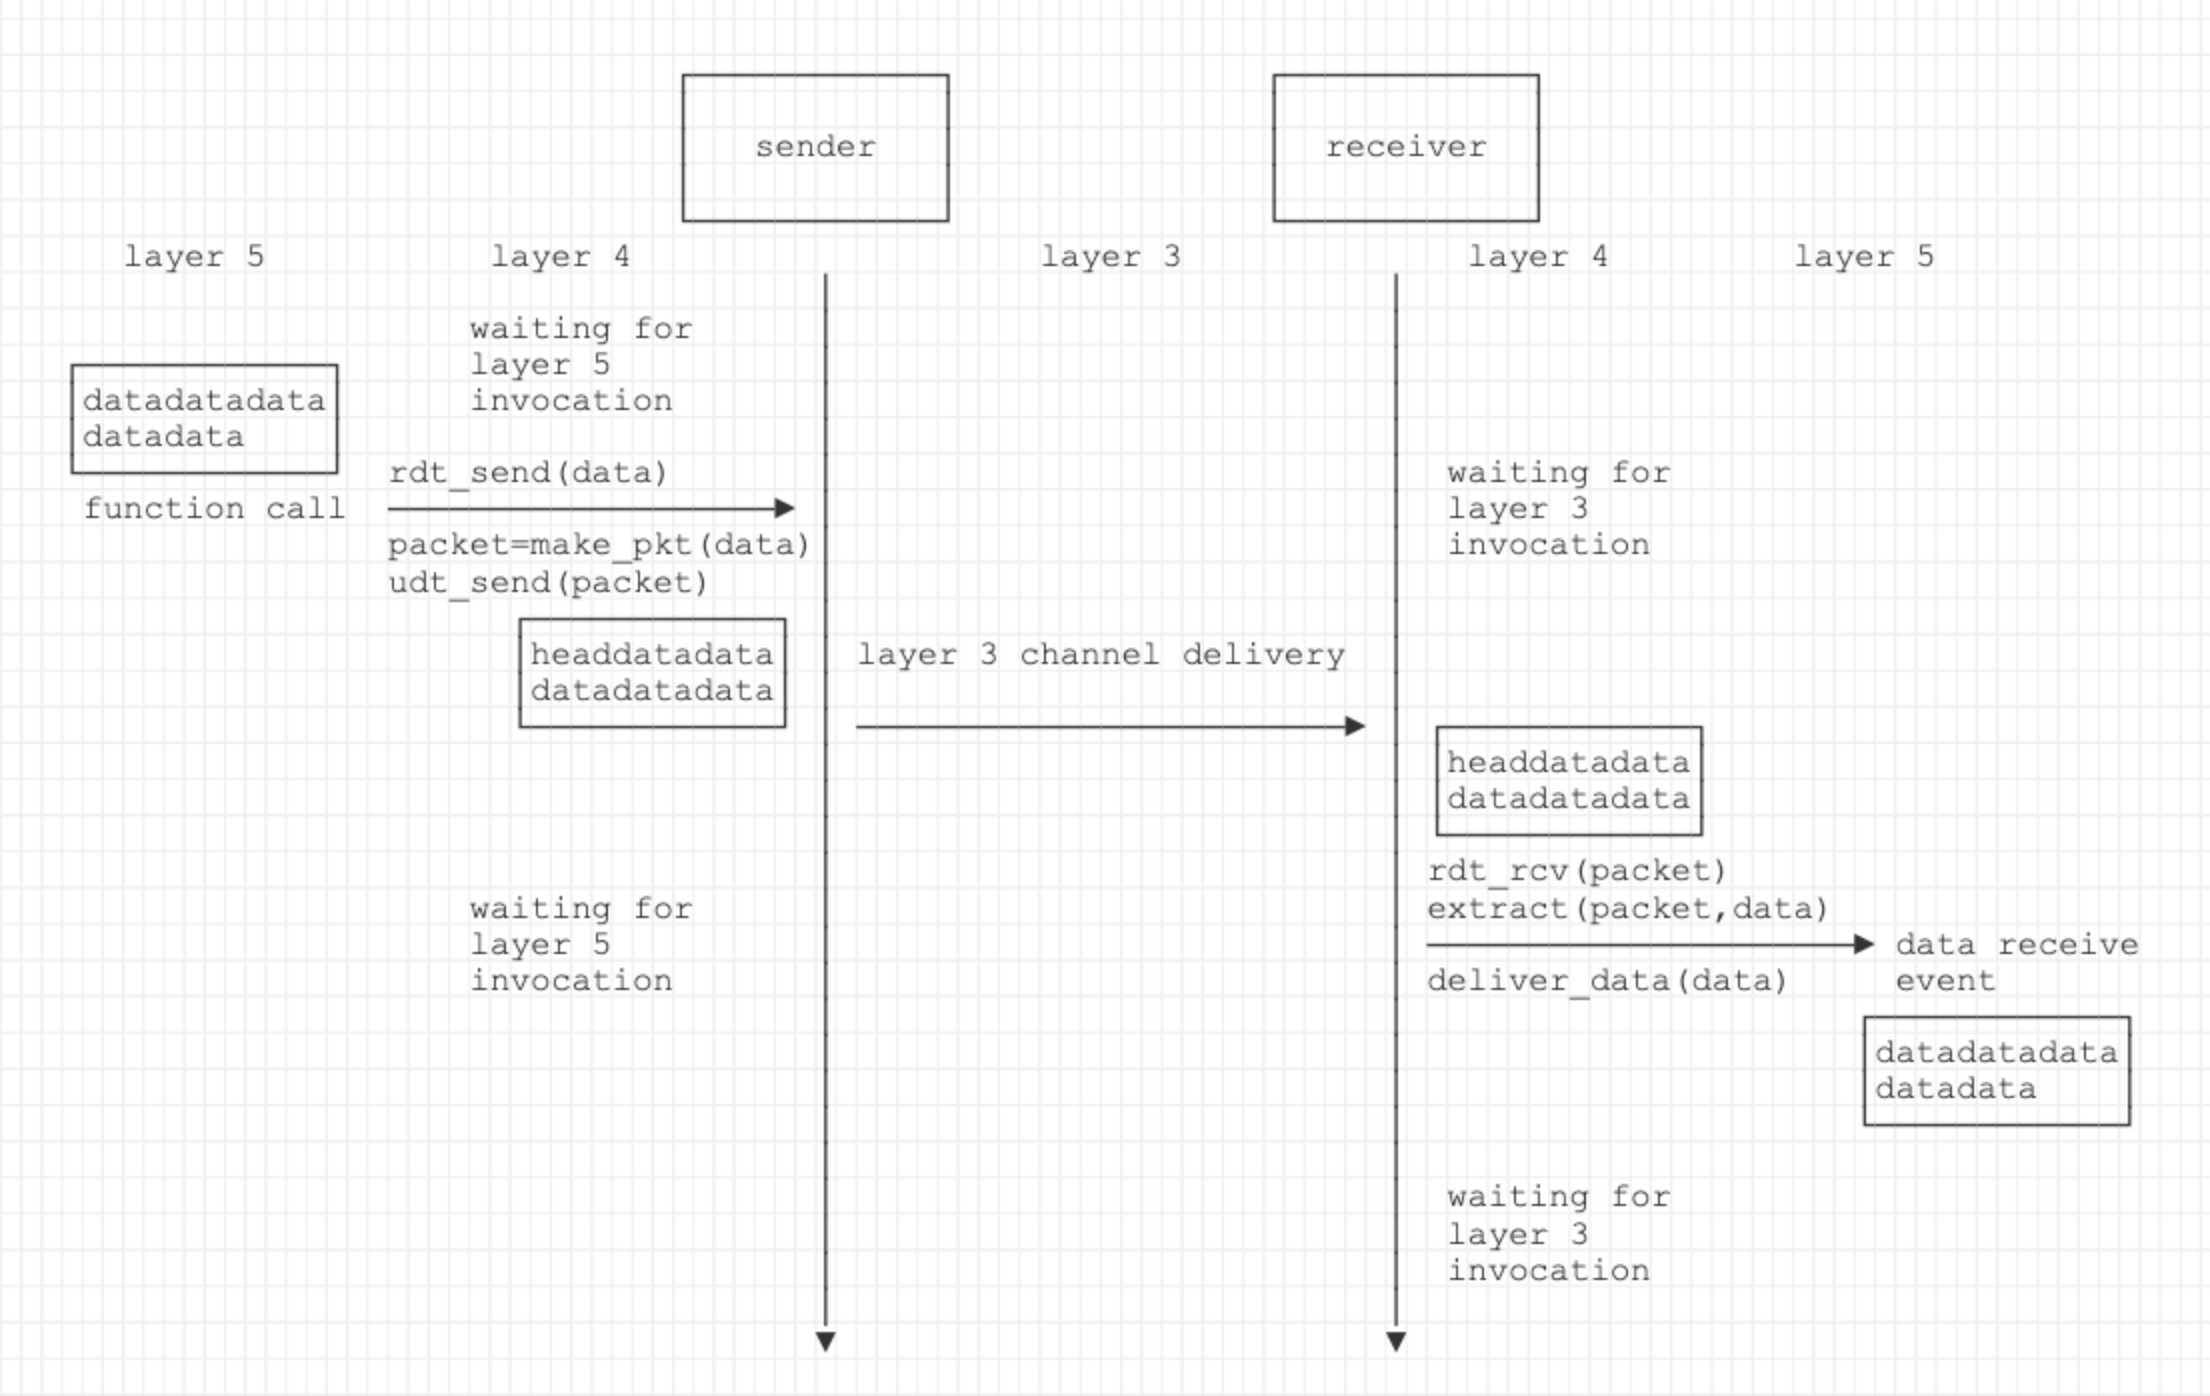 sender
receiver
layer 5
layer 4
layer 3
layer 4
layer 5
waiting for
layer 5
invocation
datadatadata
datadata
function call
rdt_send(data)
packet=make_pkt(data)
udt_send(packet)
waiting for
layer 3
invocation
headdatadata
datadatadata
layer 3 channel delivery
headdatadata
datadatadata
rdt_rcv(packet)
extract(packet,data)
deliver_data(data)
data receive
event
waiting for
layer 5
invocation
datadatadata
datadata
waiting for
layer 3
invocation